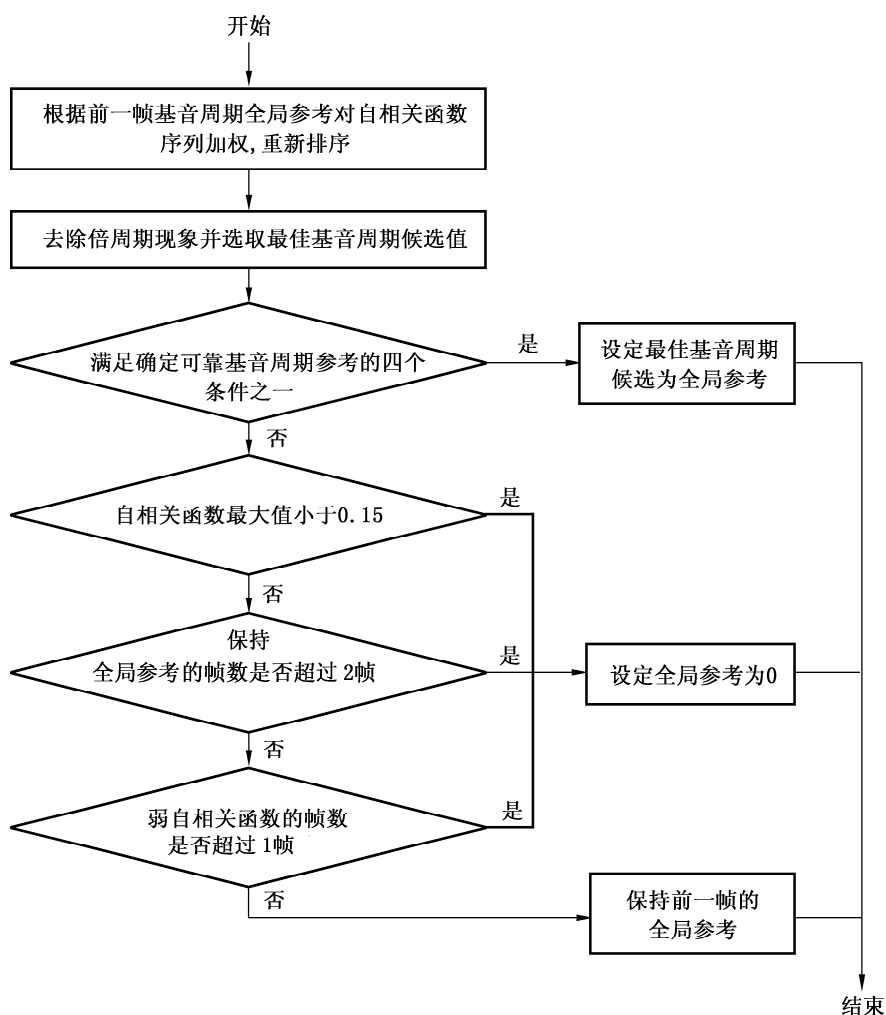 开始
根据前一帧基音周期全局参考对自相关函数
序列加权,重新排序
去除倍周期现象并选取最佳基音周期候选值
满足确定可靠基音周期参考的四个
条件之一
是
设定最佳基音周期
候选为全局参考
否
自相关函数最大值小于0.15
是
否
保持
全局参考的帧数是否超过2帧
是
设定全局参考为0
否
弱自相关函数的帧数
是否超过1帧
是
否
保持前一帧的
全局参考
结束